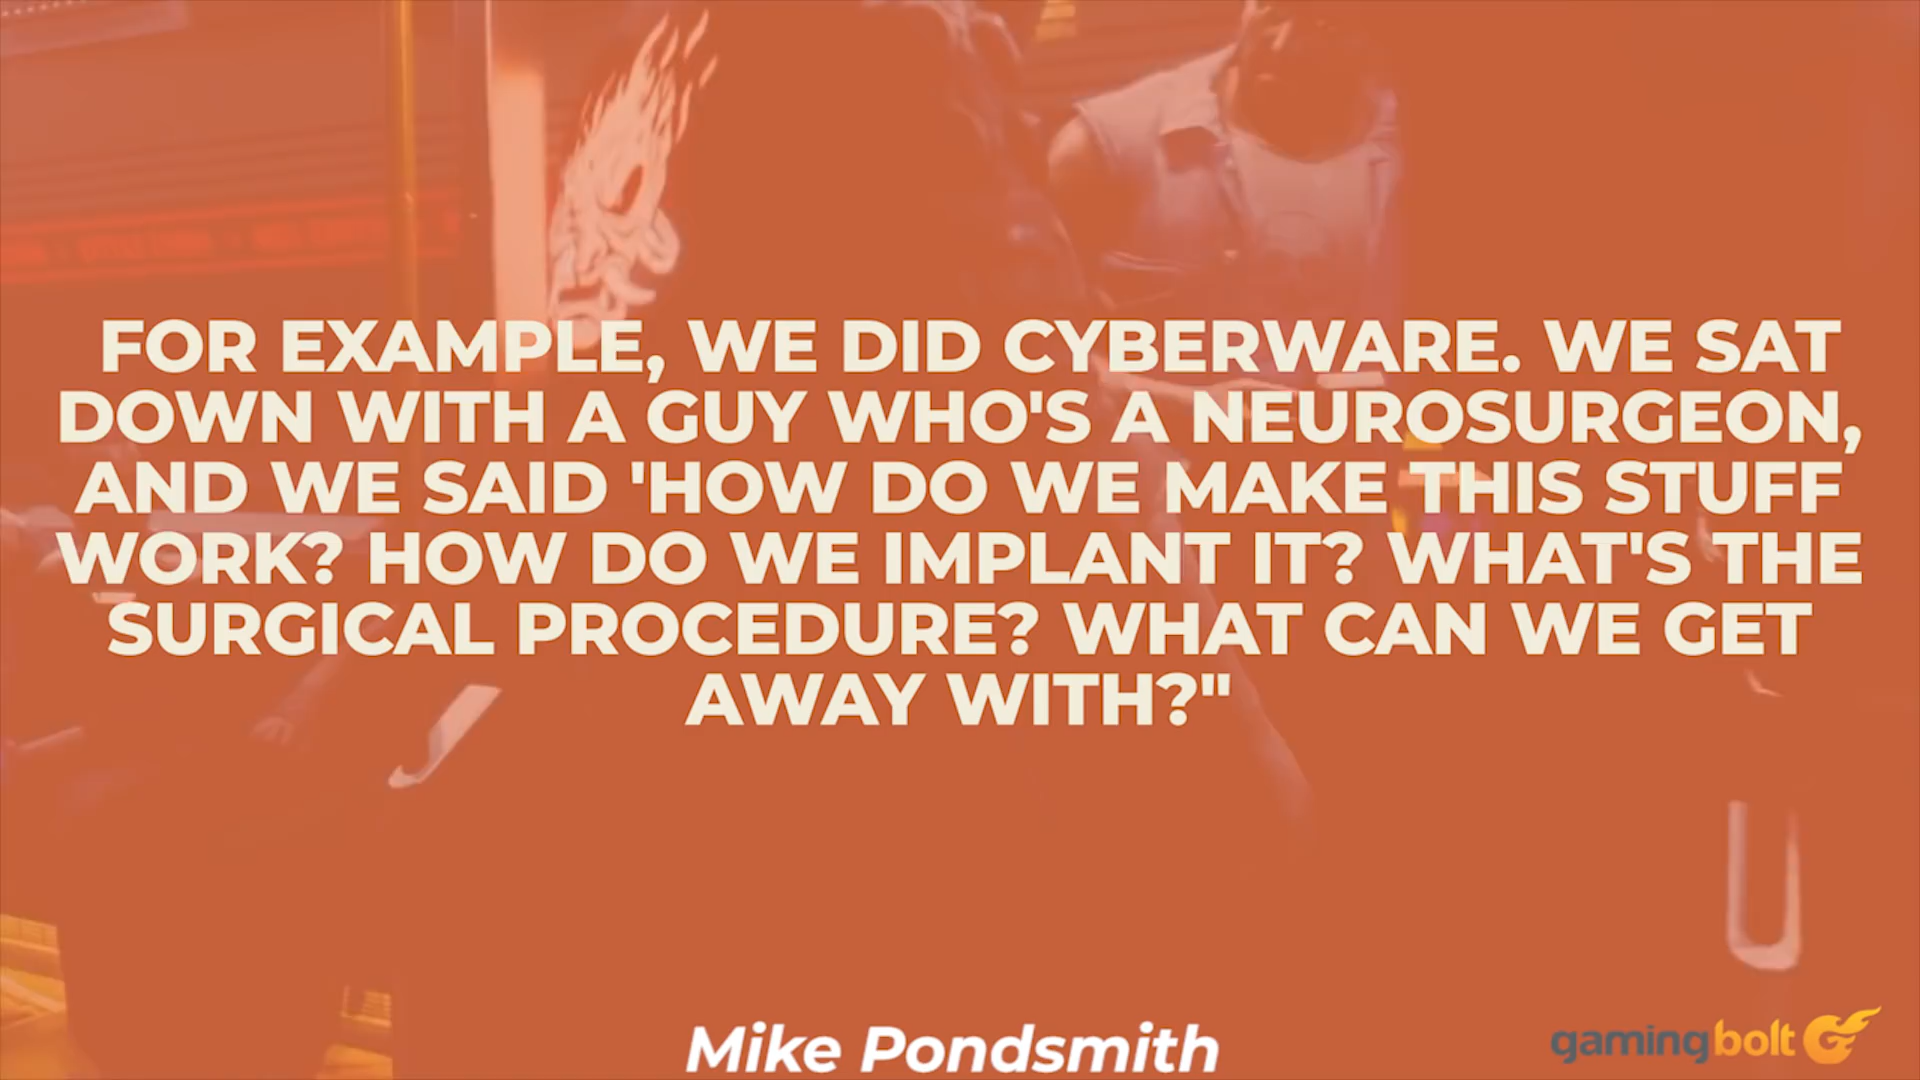 FOR EXAMPLE, WE DID CYBERWARE. WE SAT
DOWN WITH A GUY WHO'S A NEUROSURGEON,
AND WE SAID 'HOW DO WE MAKE THIS STUFF
WORK? HOW DO WE IMPLANT IT? WHAT'S THE
SURGICAL PROCEDURE? WHAT CAN WE GET
AWAY WITH?"
Mike Pondsmith
gamingbolt